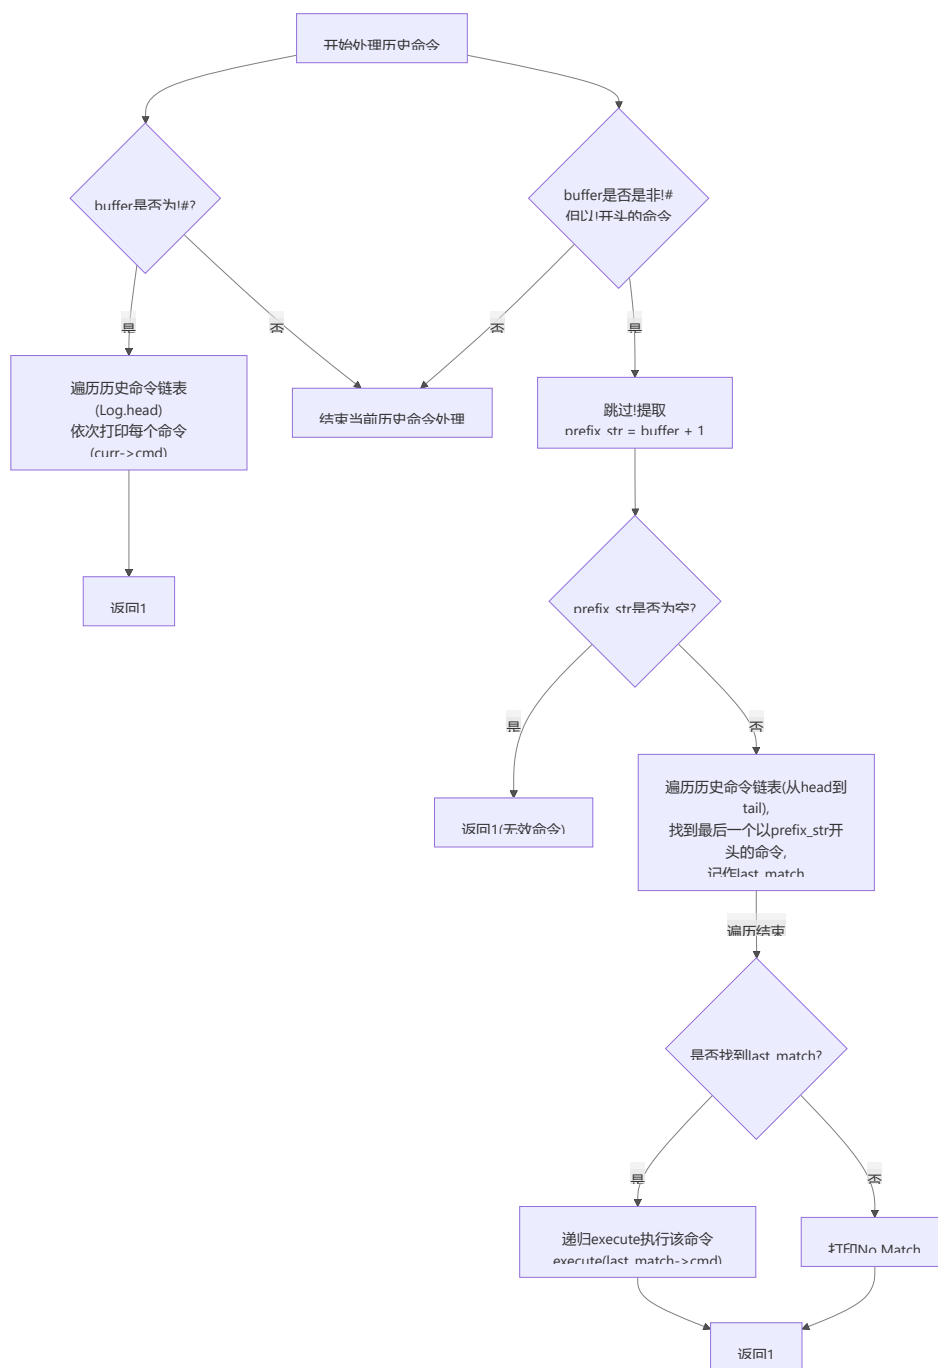 开始处理历史命令
buffer是否为!#?
buffer是否是非!#
但以!开头的命令
是
否
否
是
遍历历史命令链表
(Log.head)
依次打印每个命令
(curr->cmd)
结束当前历史命令处理
跳过!提取
prefix_str = buffer + 1
返回1
prefix_str是否为空?
是
否
返回1(无效命令)
遍历历史命令链表(从head到
tail),
找到最后一个以prefix_str开
头的命令,
记作last_match
遍历结束
是否找到last_match?
是
否
递归execute执行该命令
execute(last_match->cmd)
打印No Match
返回1